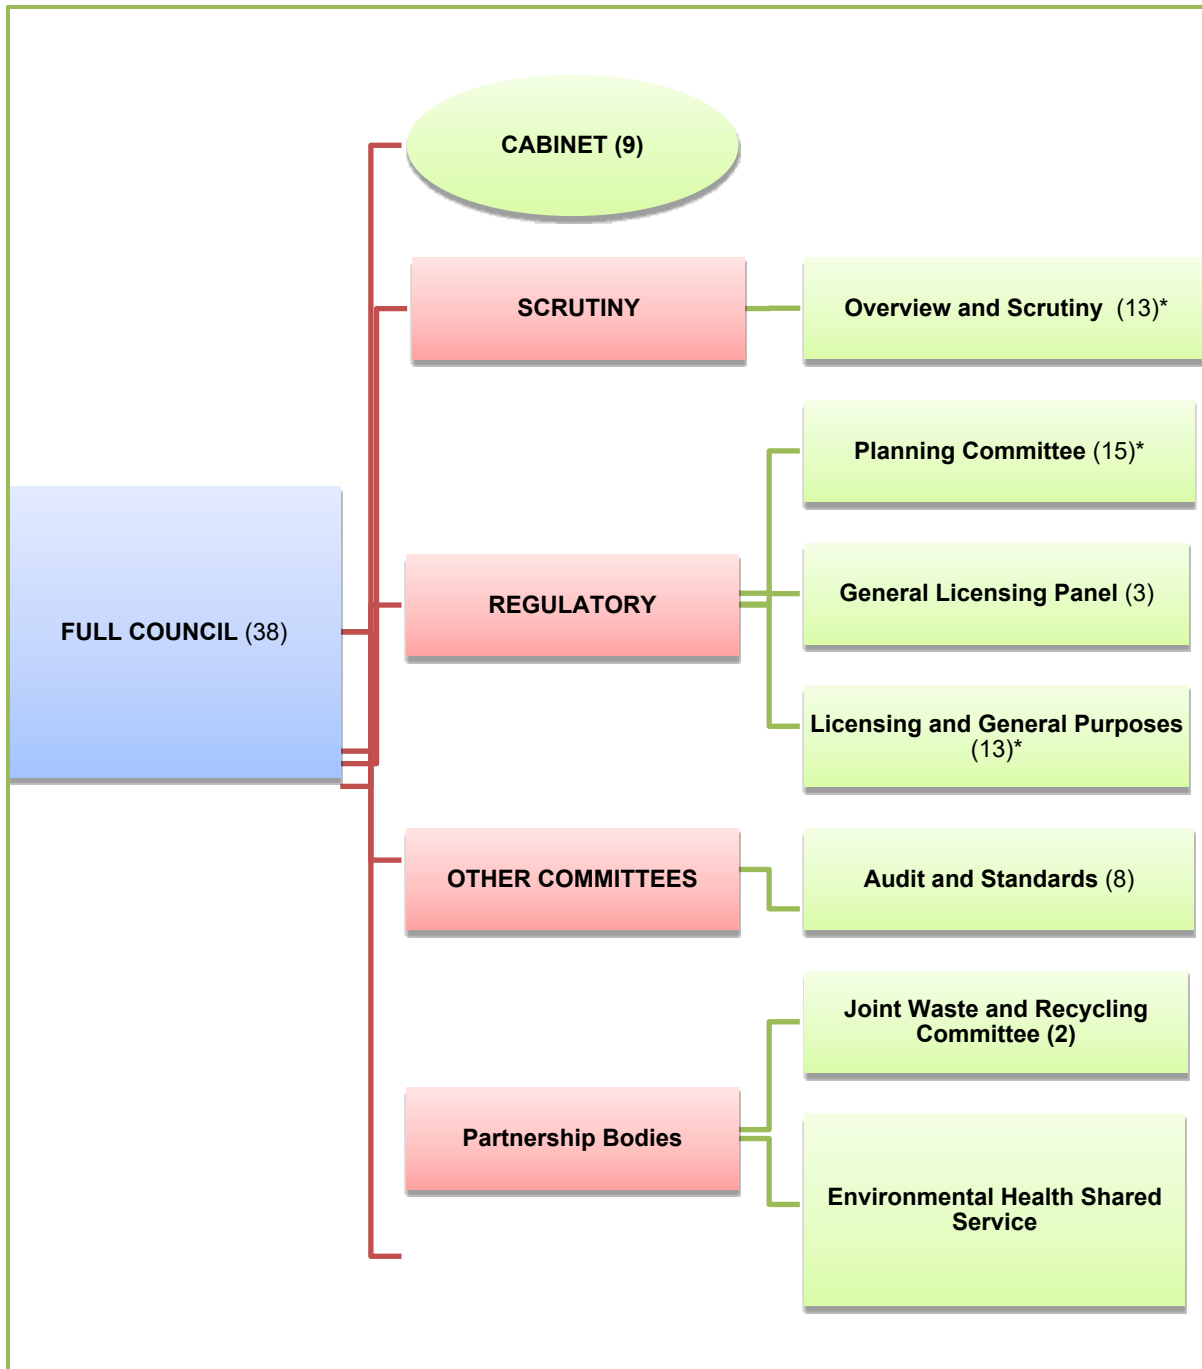 CABINET (9)
SCRUTINY
Overview and Scrutiny (13)*
Planning Committee (15)*
FULL COUNCIL (38)
REGULATORY
General Licensing Panel (3)
Licensing and General Purposes
(13)*
OTHER COMMITTEES
Audit and Standards (8)
Partnership Bodies
Joint Waste and Recycling
Committee (2)
Environmental Health Shared
Service